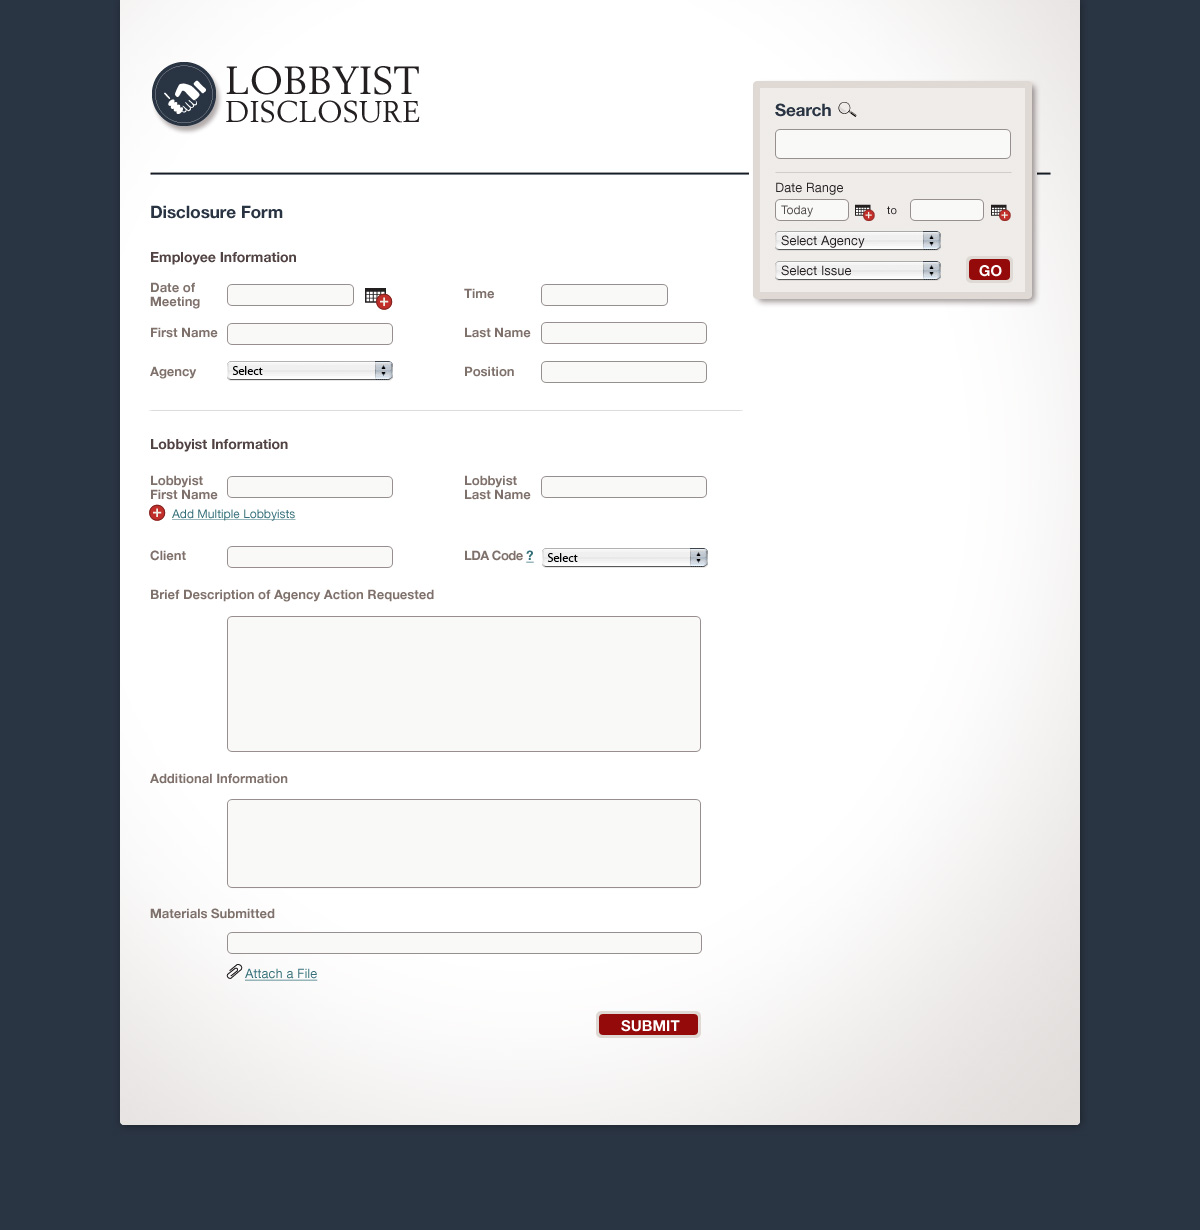 LOBBYIST
DISCLOSURE
Search
Date Range
Today to
Select Agency
Select Issue
GO
Disclosure Form
Employee Information
Date of
Meeting
Time
First Name
Last Name
Agency
Select
Position
Lobbyist Information
Lobbyist
First Name
Lobbyist
Last Name
Add Multiple Lobbyists
Client
LDA Code ?
Select
Brief Description of Agency Action Requested
Additional Information
Materials Submitted
Attach a File
SUBMIT